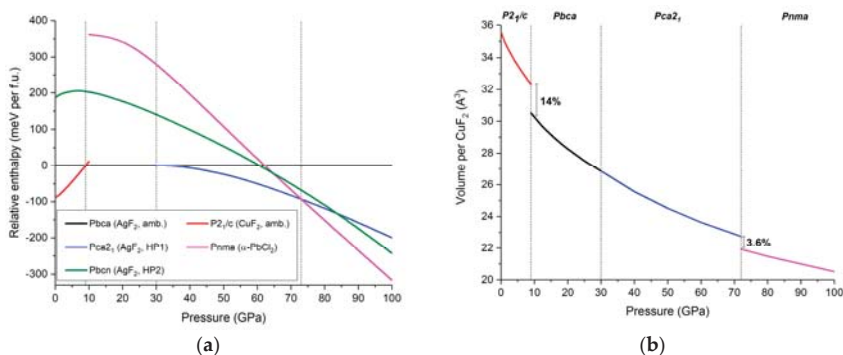 400
300
200
100
0
-100
-200
-300
Relative enthalpy (meV per f.u.)
Pbca (AgF₂, amb.)
P2₁/c (CuF₂, amb.)
Pca2₁ (AgF₂, HP1)
Pnma (α-PbCl₂)
Pbcn (AgF₂, HP2)
0 10 20 30 40 50 60 70 80 90 100
Pressure (GPa)
(a)
P2₁/c Pbca Pca2₁ Pnma
36
34
32
30
28
26
24
22
20
Volume per CuF₂ (A³)
14%
3.6%
0 10 20 30 40 50 60 70 80 90 100
Pressure (GPa)
(b)